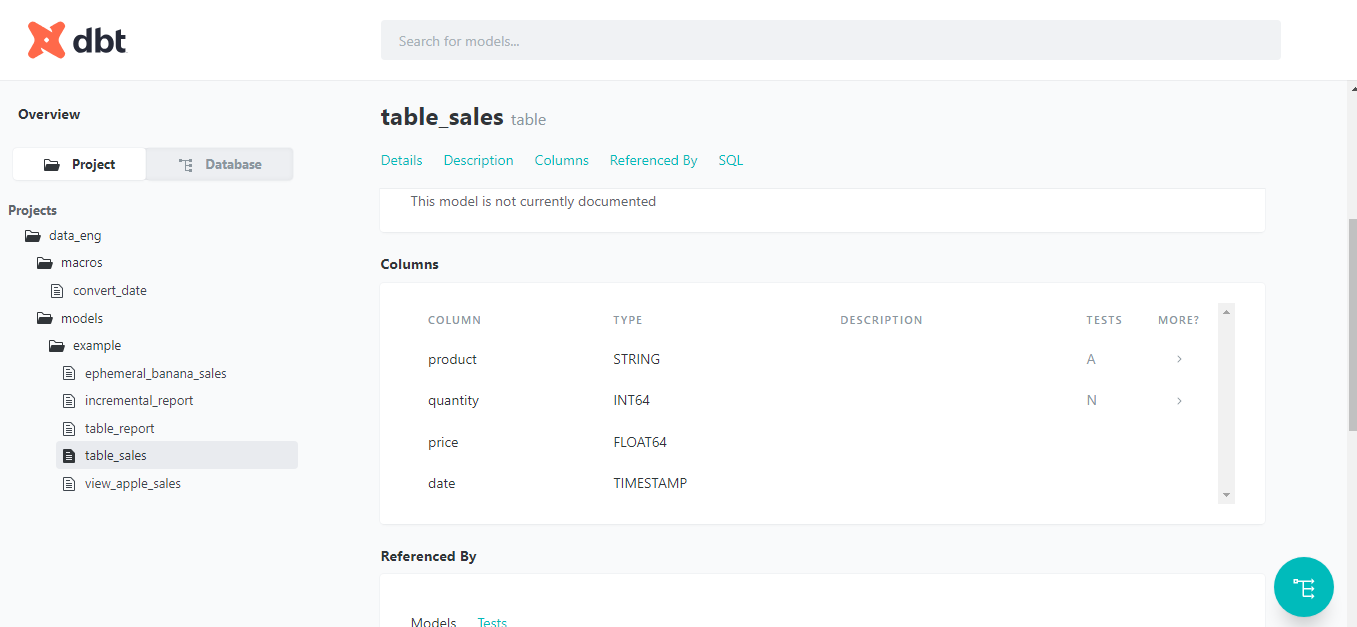 dbt
Search for models...
Overview
Project Database
Projects
data_eng
macros
convert_date
models
example
ephemeral_banana_sales
incremental_report
table_report
table_sales
view_apple_sales
table_sales table
Details Description Columns Referenced By SQL
This model is not currently documented
Columns
COLUMN TYPE DESCRIPTION TESTS MORE?
product STRING A
quantity INT64 N
price FLOAT64
date TIMESTAMP
Referenced By
Models Tests